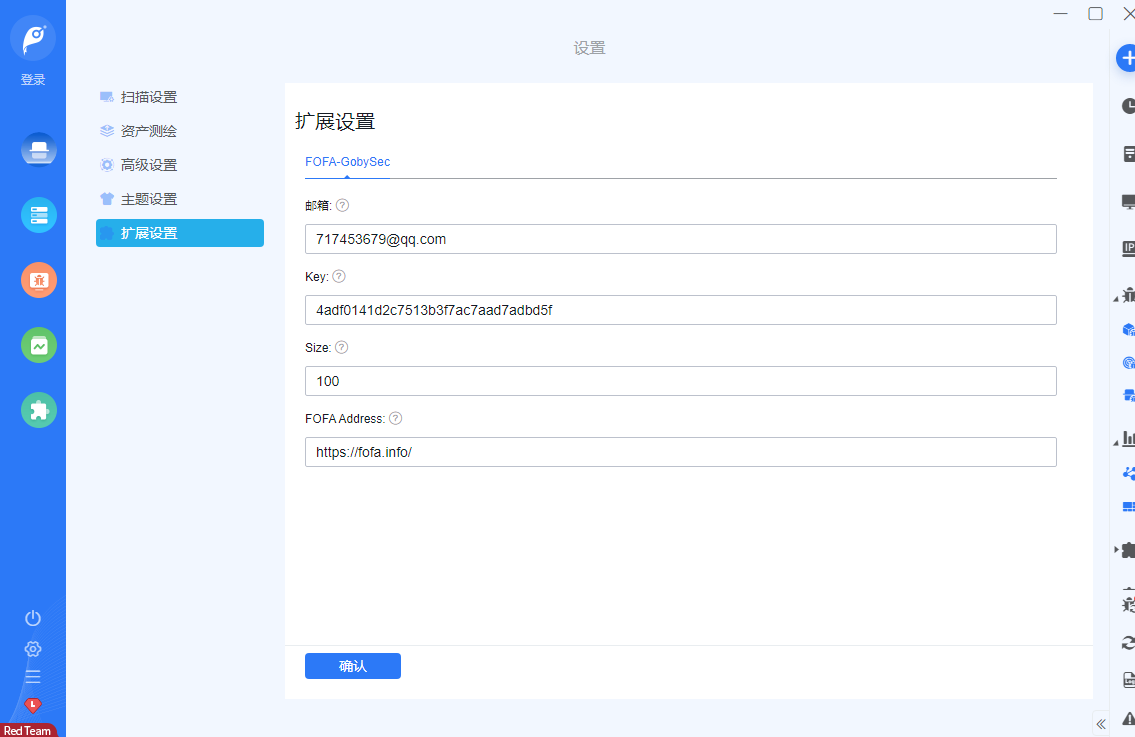 设置
登录
扫描设置
资产测绘
高级设置
主题设置
扩展设置
扩展设置
FOFA-GobySec
邮箱: ?
717453679@qq.com
Key: ?
4adf0141d2c7513b3f7ac7aad7adbd5f
Size: ?
100
FOFA Address: ?
https://fofa.info/
确认
Red Team
IP